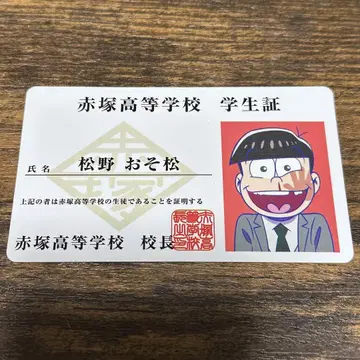 赤塚高等学校 学生証
氏名 松野 おそ松
上記の者は赤塚高等学校の生徒であることを証明する
赤塚高等学校 校長